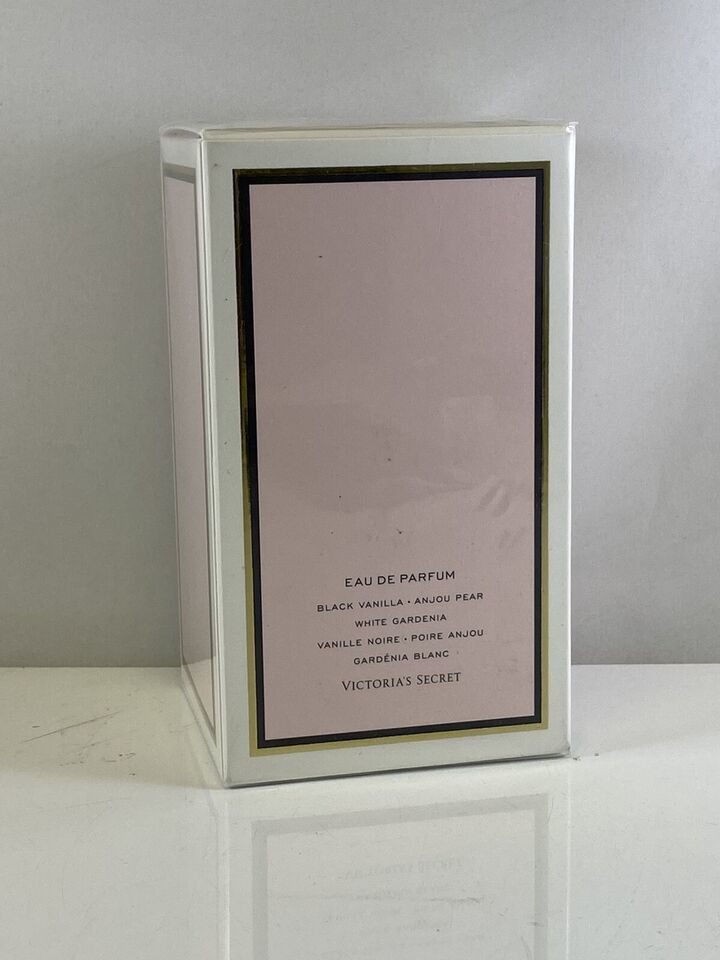 EAU DE PARFUM
BLACK VANILLA • ANJOU PEAR
WHITE GARDENIA
VANILLE NOIRE • POIRE ANJOU
GARDÉNIA BLANC
VICTORIA'S SECRET